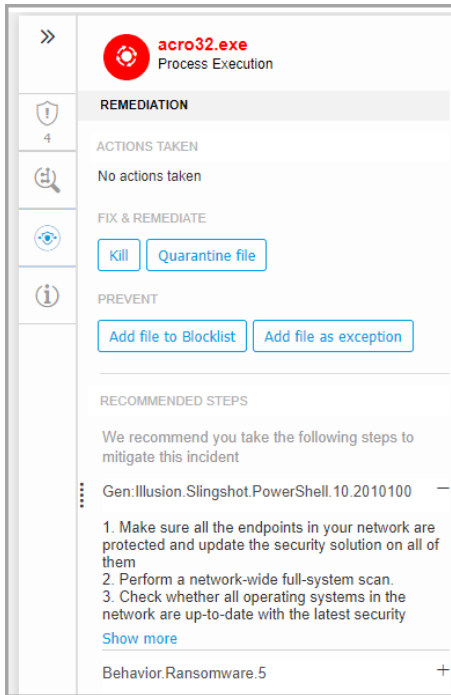 acro32.exe
Process Execution
REMEDIATION
4
ACTIONS TAKEN
No actions taken
FIX & REMEDIATE
Kill
Quarantine file
PREVENT
Add file to Blocklist
Add file as exception
RECOMMENDED STEPS
We recommend you take the following steps to
mitigate this incident
Gen:Illusion.Slingshot.PowerShell.10.2010100
1. Make sure all the endpoints in your network are
protected and update the security solution on all of
them
2. Perform a network-wide full-system scan.
3. Check whether all operating systems in the
network are up-to-date with the latest security
Show more
Behavior.Ransomware.5